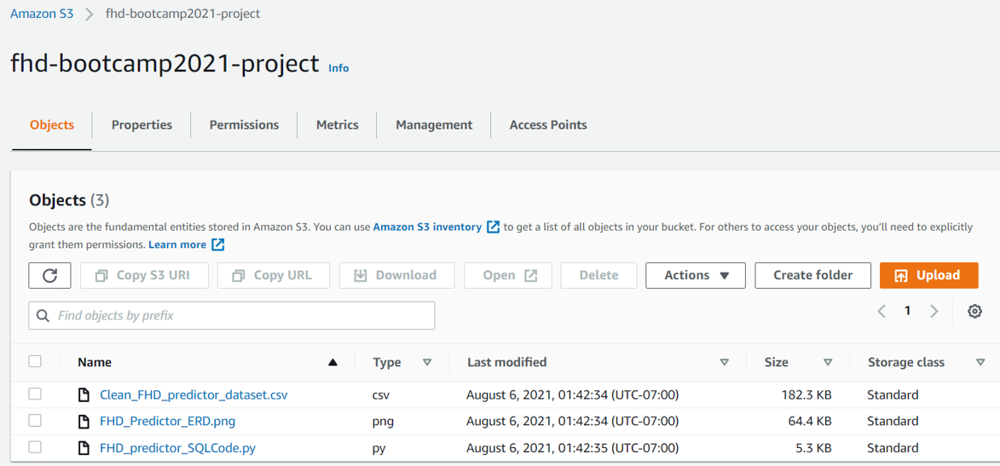 Amazon S3 > fhd-bootcamp2021-project
fhd-bootcamp2021-project Info
Objects Properties Permissions Metrics Management Access Points
Objects (3)
Objects are the fundamental entities stored in Amazon S3. You can use Amazon S3 inventory to get a list of all objects in your bucket. For others to access your objects, you’ll need to explicitly
grant them permissions. Learn more
Copy S3 URI Copy URL Download Open Delete Actions Create folder Upload
Find objects by prefix
1
Name Type Last modified Size Storage class
Clean_FHD_predictor_dataset.csv csv August 6, 2021, 01:42:34 (UTC-07:00) 182.3 KB Standard
FHD_Predictor_ERD.png png August 6, 2021, 01:42:34 (UTC-07:00) 64.4 KB Standard
FHD_predictor_SQLCode.py py August 6, 2021, 01:42:35 (UTC-07:00) 5.3 KB Standard